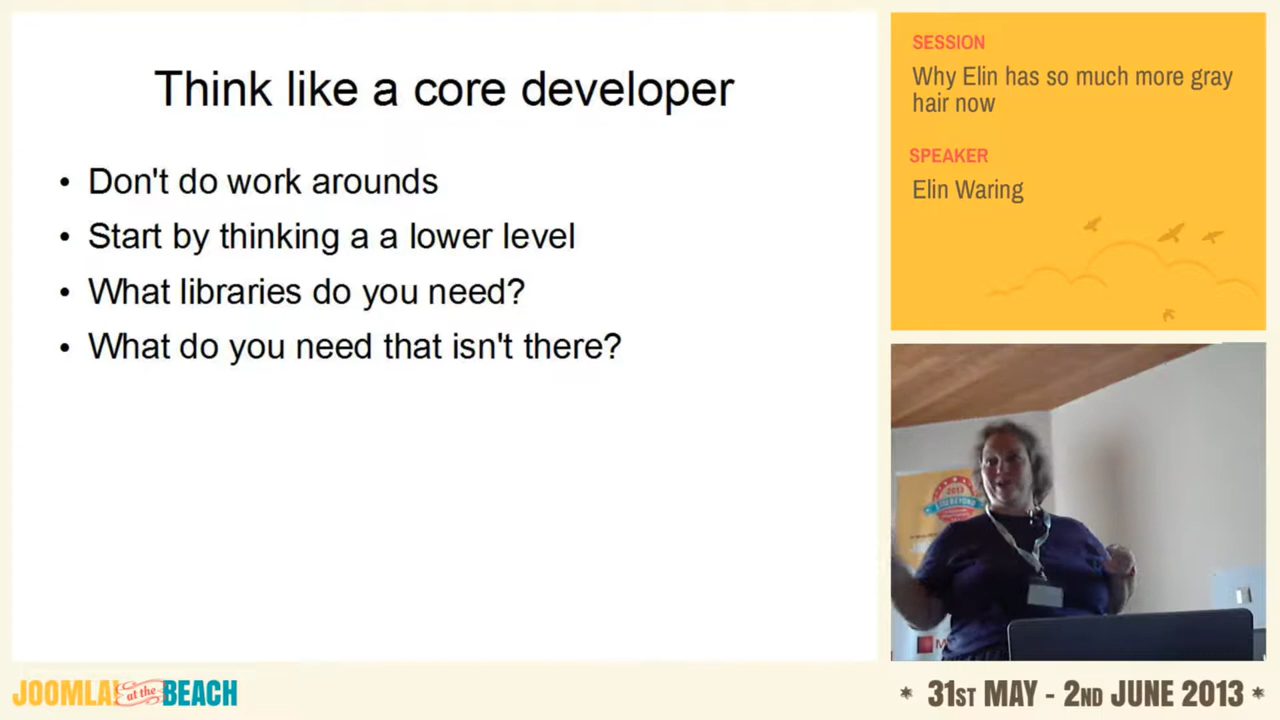 Think like a core developer
• Don't do work arounds
• Start by thinking a a lower level
• What libraries do you need?
• What do you need that isn't there?
SESSION
Why Elin has so much more gray
hair now
SPEAKER
Elin Waring
2013
JOOMLA! at the BEACH
* 31ST MAY - 2ND JUNE 2013 *